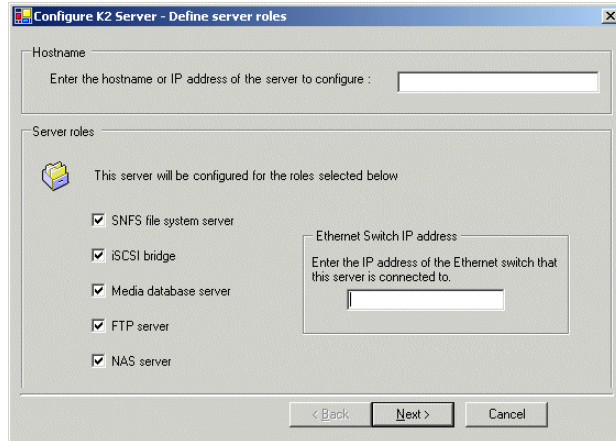 Configure K2 Server - Define server roles
Hostname
Enter the hostname or IP address of the server to configure :
Server roles
This server will be configured for the roles selected below
SNFS file system server
iSCSI bridge
Media database server
FTP server
NAS server
Ethernet Switch IP address
Enter the IP address of the Ethernet switch that
this server is connected to.
< Back
Next >
Cancel